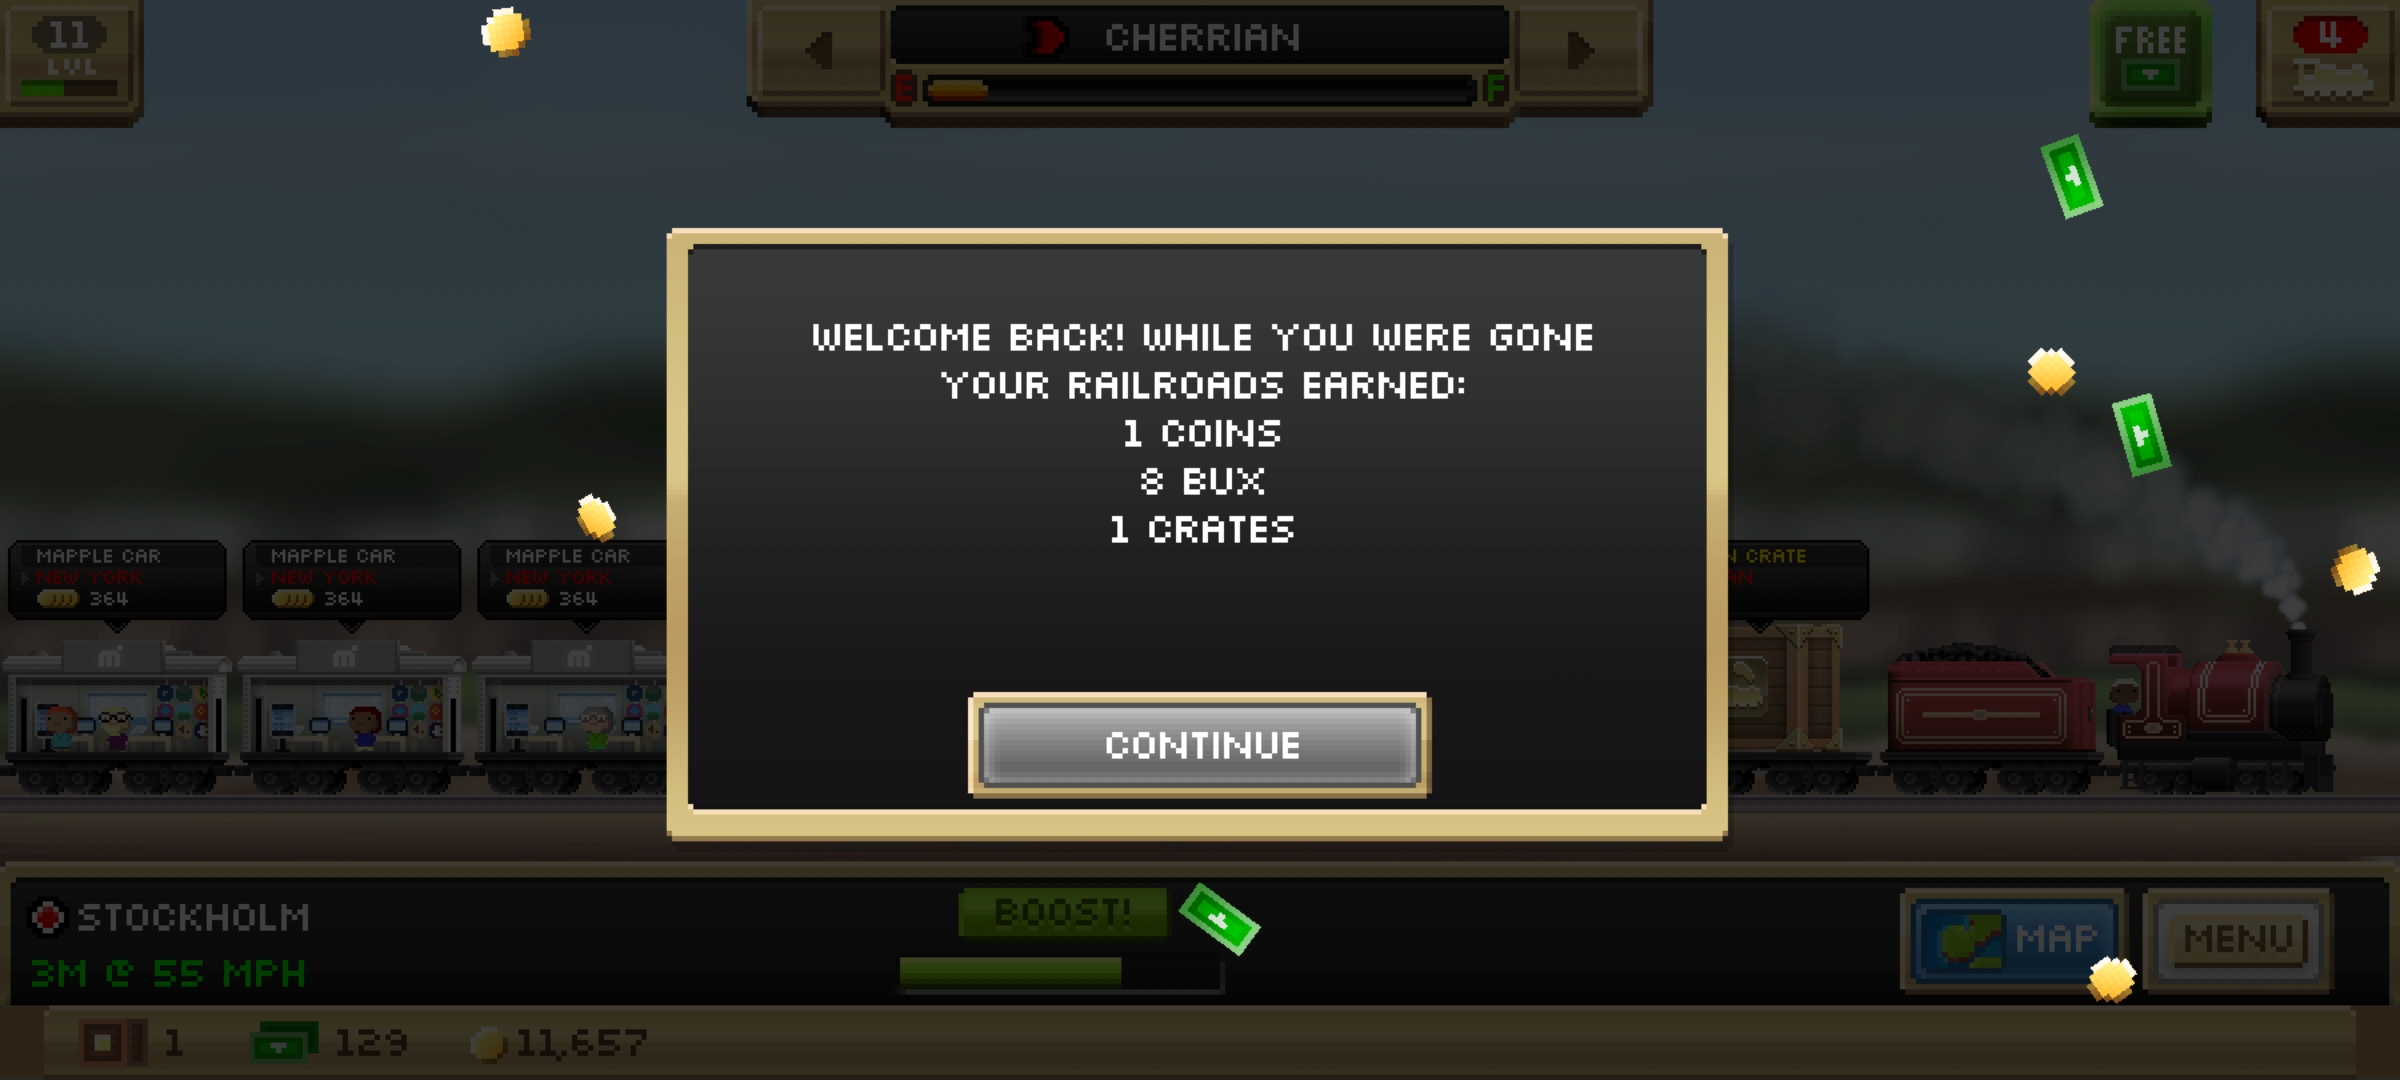 11
LVL
CHERRIAN
E
F
FREE
4
WELCOME BACK! WHILE YOU WERE GONE
YOUR RAILROADS EARNED:
1 COINS
8 BUX
1 CRATES
CONTINUE
MAPPLE CAR
NEW YORK
364
MAPPLE CAR
NEW YORK
364
MAPPLE CAR
NEW YORK
364
CRATE
m
m
m
STOCKHOLM
3M @ 55 MPH
BOOST!
MAP
MENU
1
129
11,657